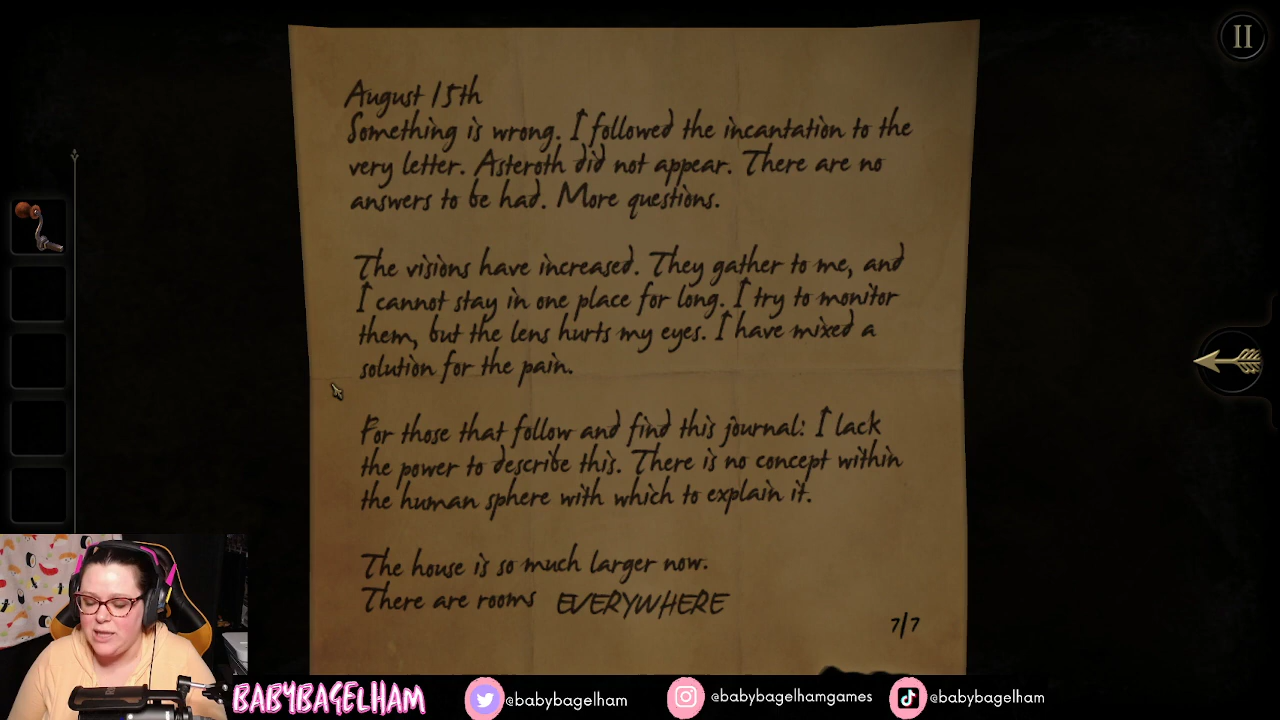 August 15th
Something is wrong. I followed the incantation to the
very letter. Asteroth did not appear. There are no
answers to be had. More questions.
The visions have increased. They gather to me, and
I cannot stay in one place for long. I try to monitor
them, but the lens hurts my eyes. I have mixed a
solution for the pain.
For those that follow and find this journal: I lack
the power to describe this. There is no concept within
the human sphere with which to explain it.
The house is so much larger now.
There are rooms EVERYWHERE
7/7
BABYBAGELHAM
@babybagelham
@babybagelhamgames
@babybagelham